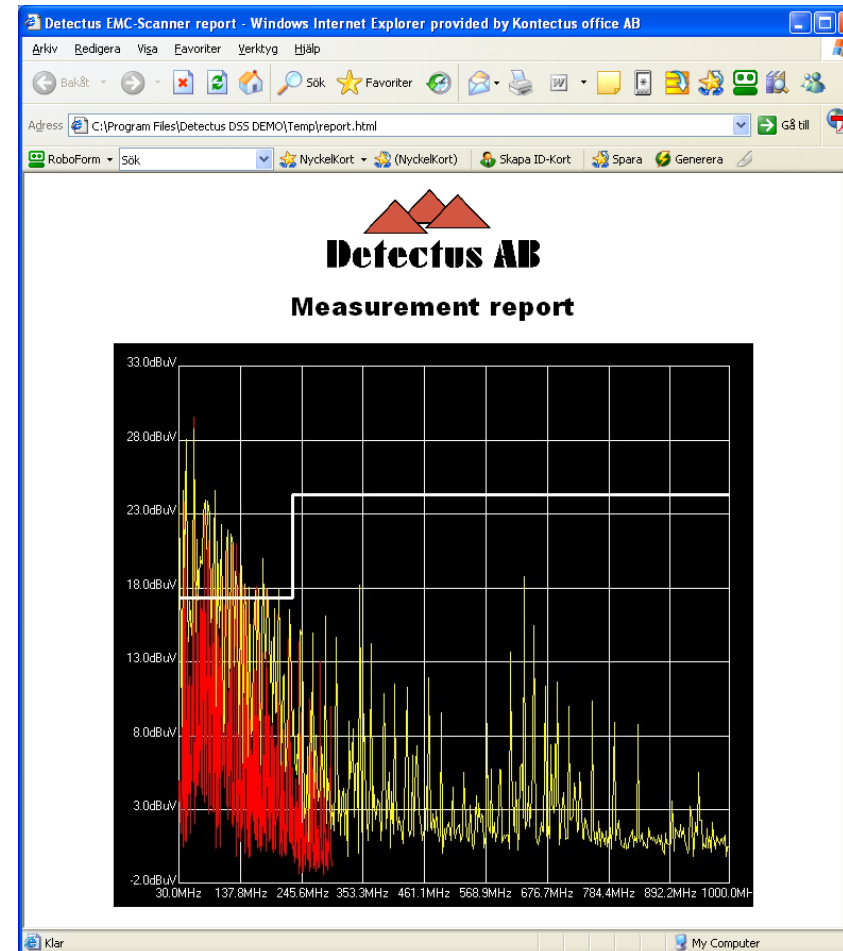 Detectus EMC-Scanner report - Windows Internet Explorer provided by Kontectus office AB
Arkiv Redigera Visa Favoriter Verktyg Hjälp
Bakåt Sök Favoriter
Adress C:\Program Files\Detectus DSS DEMO\Temp\report.html Gå till
RoboForm Sök NyckelKort (NyckelKort) Skapa ID-Kort Spara Generera
Detectus AB
Measurement report
33.0dBuV
28.0dBuV
23.0dBuV
18.0dBuV
13.0dBuV
8.0dBuV
3.0dBuV
-2.0dBuV
30.0MHz 137.8MHz 245.6MHz 353.3MHz 461.1MHz 568.9MHz 676.7MHz 784.4MHz 892.2MHz 1000.0MH
Klar My Computer